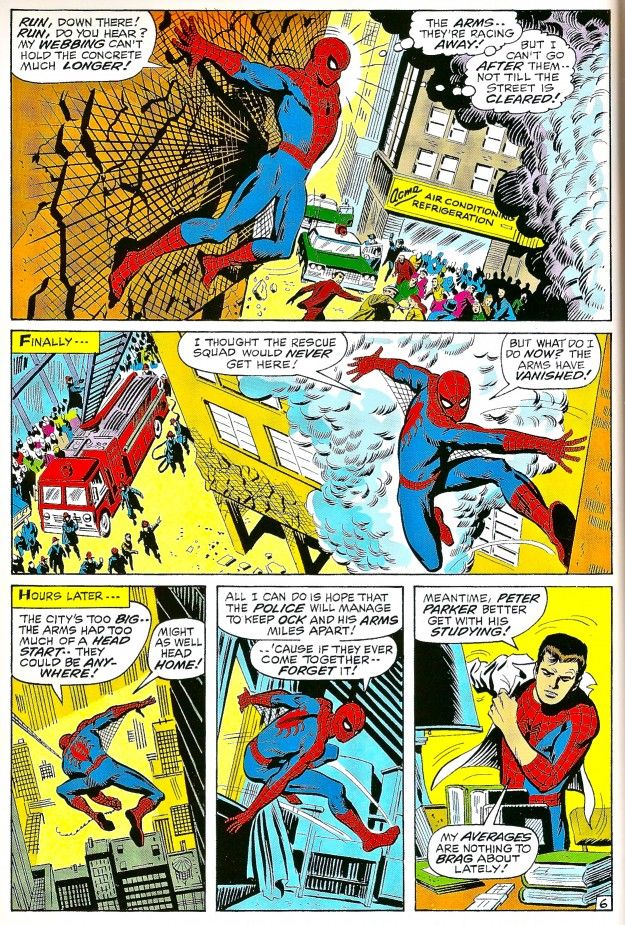 RUN, DOWN THERE!
RUN, DO YOU HEAR?
MY WEBBING CAN'T
HOLD THE CONCRETE
MUCH LONGER!
THE ARMS--
THEY'RE RACING
AWAY!
BUT I
CAN'T GO
AFTER THEM--
NOT TILL THE
STREET IS
CLEARED!
Acme AIR CONDITIONING
REFRIGERATION
FINALLY---
I THOUGHT THE RESCUE
SQUAD WOULD NEVER
GET HERE!
BUT WHAT DO I
DO NOW? THE
ARMS HAVE
VANISHED!
HOURS LATER---
THE CITY'S TOO BIG--
THE ARMS HAD TOO
MUCH OF A HEAD
START-- THEY
COULD BE ANY-
WHERE!
MIGHT
AS WELL
HEAD
HOME!
ALL I CAN DO IS HOPE THAT
THE POLICE WILL MANAGE
TO KEEP OCK AND HIS ARMS
MILES APART!
--'CAUSE IF THEY EVER
COME TOGETHER--
FORGET IT!
MEANTIME, PETER
PARKER BETTER
GET WITH HIS
STUDYING!
MY AVERAGES
ARE NOTHING TO
BRAG ABOUT
LATELY!
6